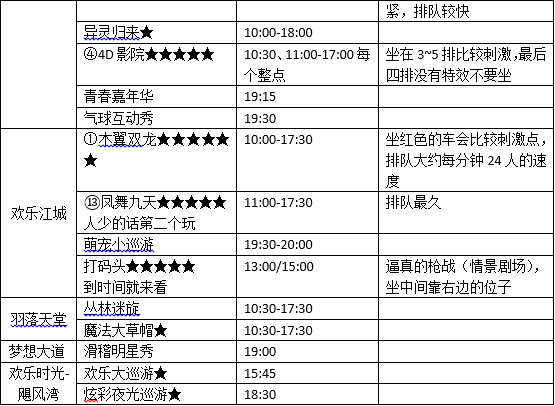 紧，排队较快
异灵归来★ 10:00-18:00
④4D 影院★★★★★ 10:30、11:00-17:00 每 坐在 3~5 排比较刺激，最后
个整点 四排没有特效不要坐
青春嘉年华 19:15
气球互动秀 19:30
欢乐江城
①木翼双龙★★★★★ 10:00-17:30 坐红色的车会比较刺激点，
★ 排队大约每分钟 24 人的速
度
⑬凤舞九天★★★★★ 11:00-17:30 排队最久
人少的话第二个玩
萌宠小巡游 19:30-20:00
打码头★★★★★ 13:00/15:00 逼真的枪战（情景剧场），
到时间就来看 坐中间靠右边的位子
羽落天堂
丛林迷旋 10:30-17:30
魔法大草帽★ 10:30-17:30
梦想大道 滑稽明星秀 19:00
欢乐时光- 欢乐大巡游★ 15:45
飓风湾 炫彩夜光巡游★ 18:30